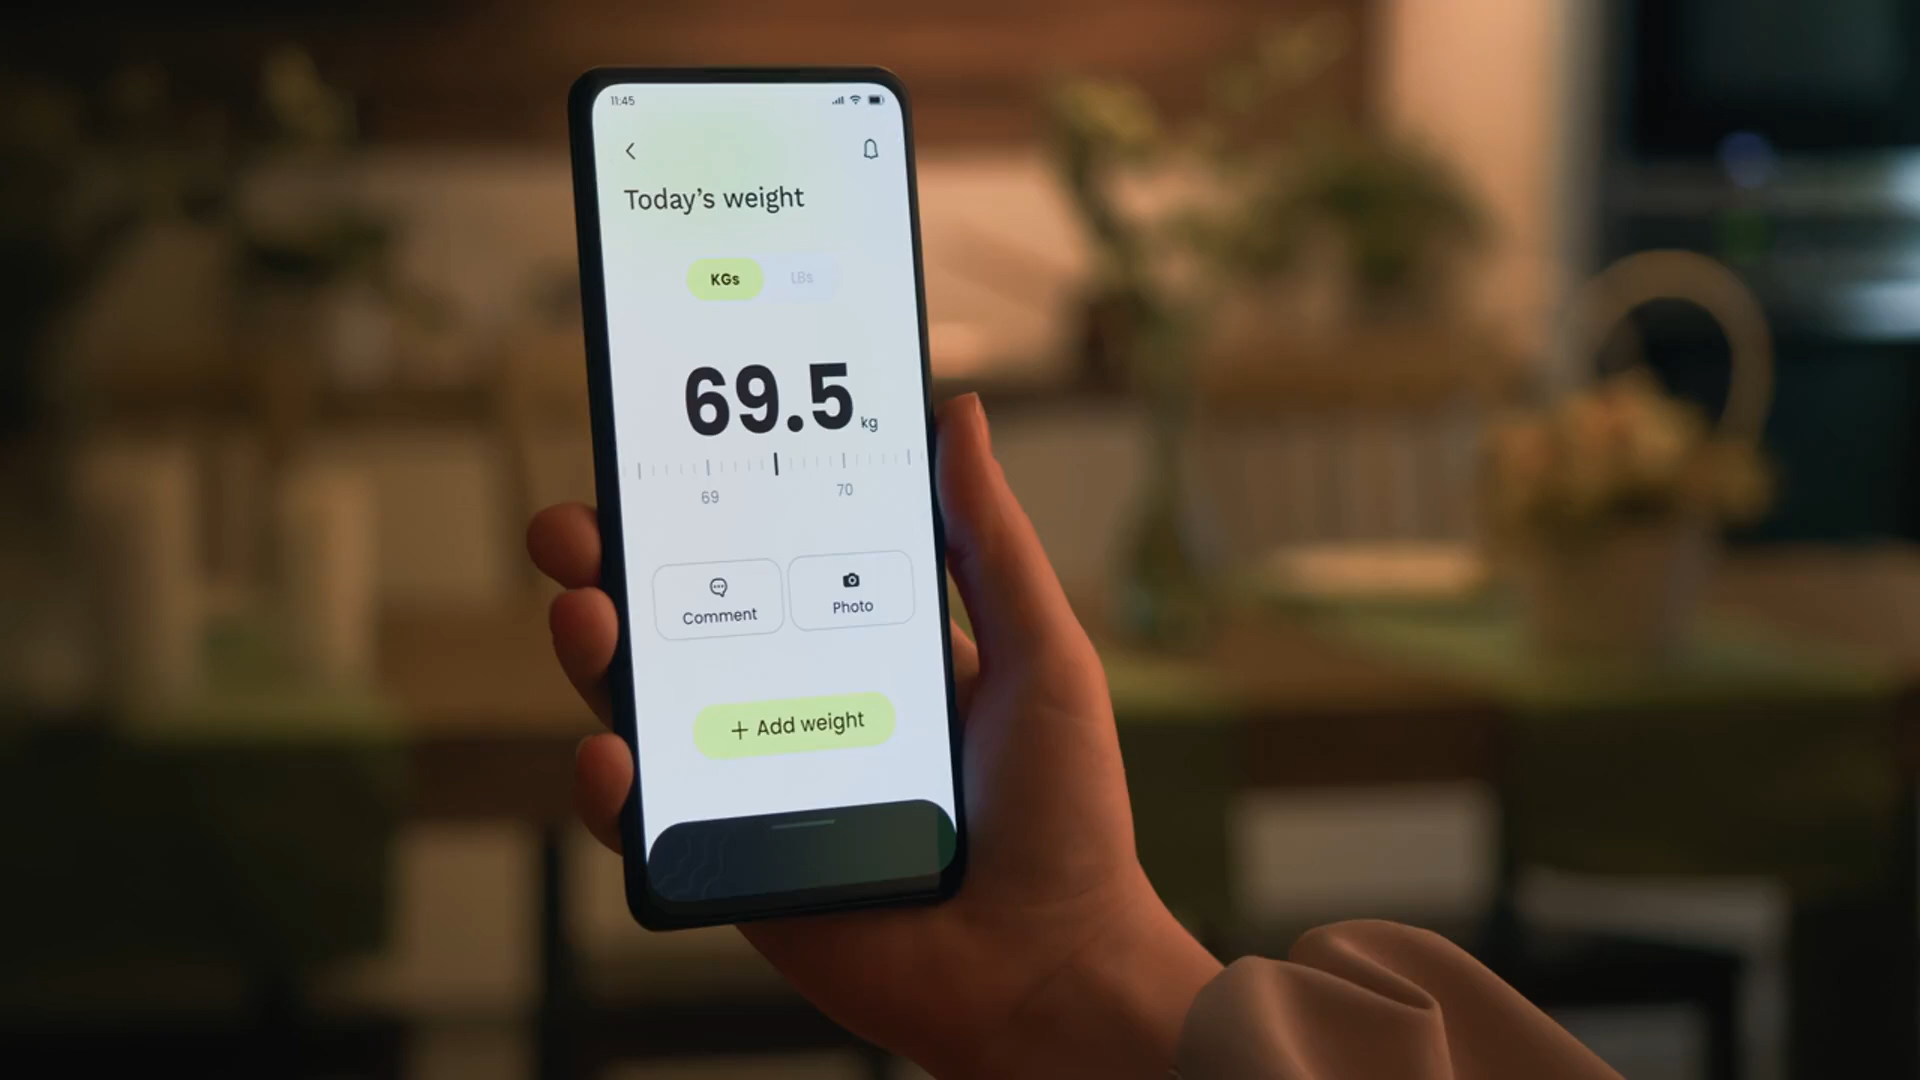 11:45
Today's weight
KGs LBs
69.5 kg
69 70
Comment Photo
+ Add weight